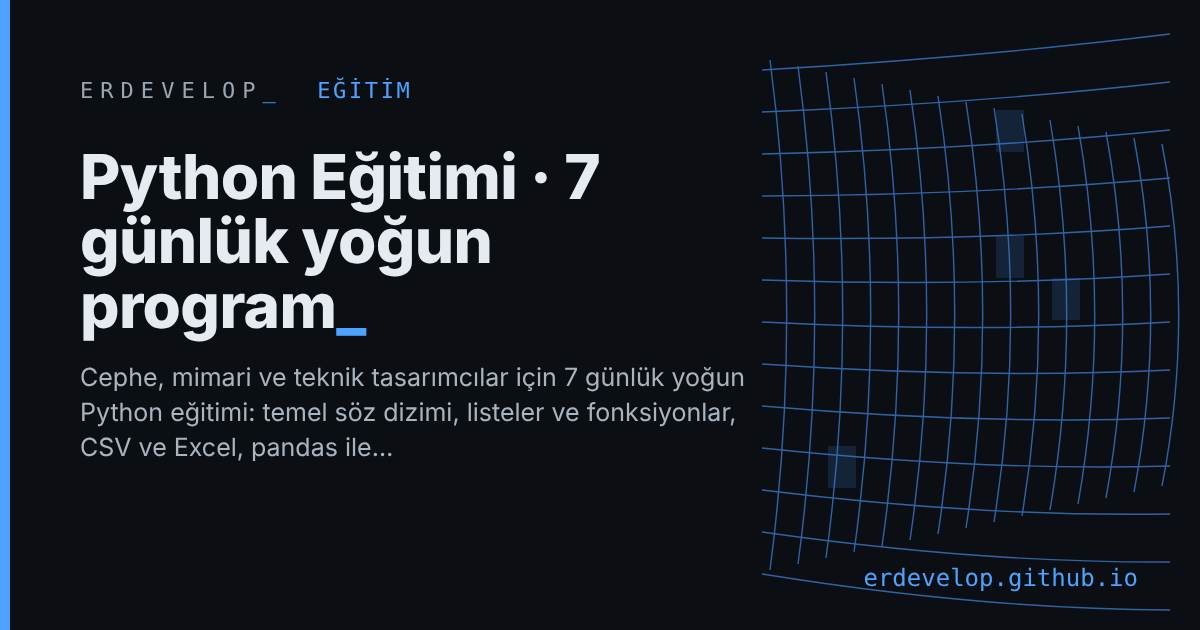 ERDEVELOP_ EĞİTİM
Python Eğitimi · 7
günlük yoğun
program_
Cephe, mimari ve teknik tasarımcılar için 7 günlük yoğun
Python eğitimi: temel söz dizimi, listeler ve fonksiyonlar,
CSV ve Excel, pandas ile…
erdevelop.github.io